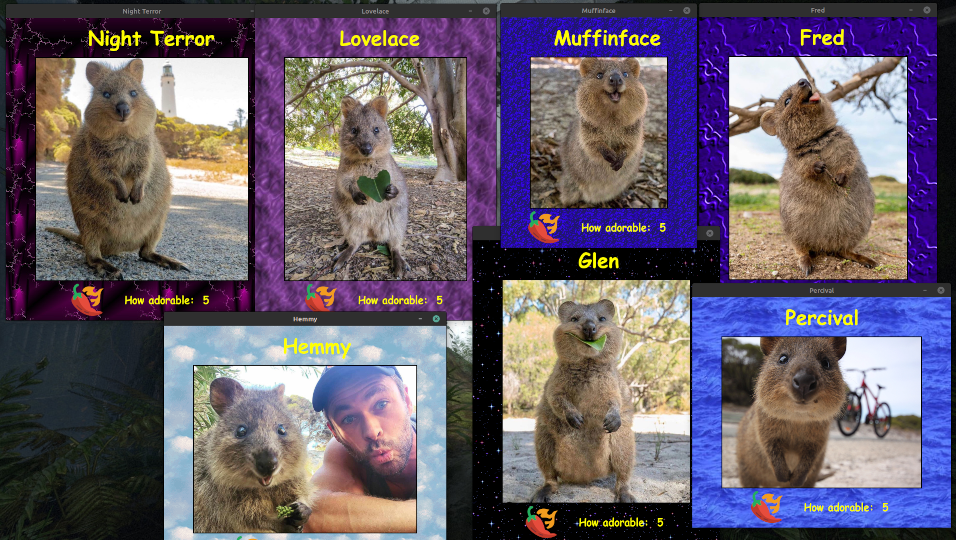 Night Terror
Night Terror
How adorable: 5
Lovelace
Lovelace
How adorable: 5
Muffinface
Muffinface
How adorable: 5
Fred
Fred
Glen
How adorable: 5
Hemmy
Hemmy
Percival
Percival
How adorable: 5